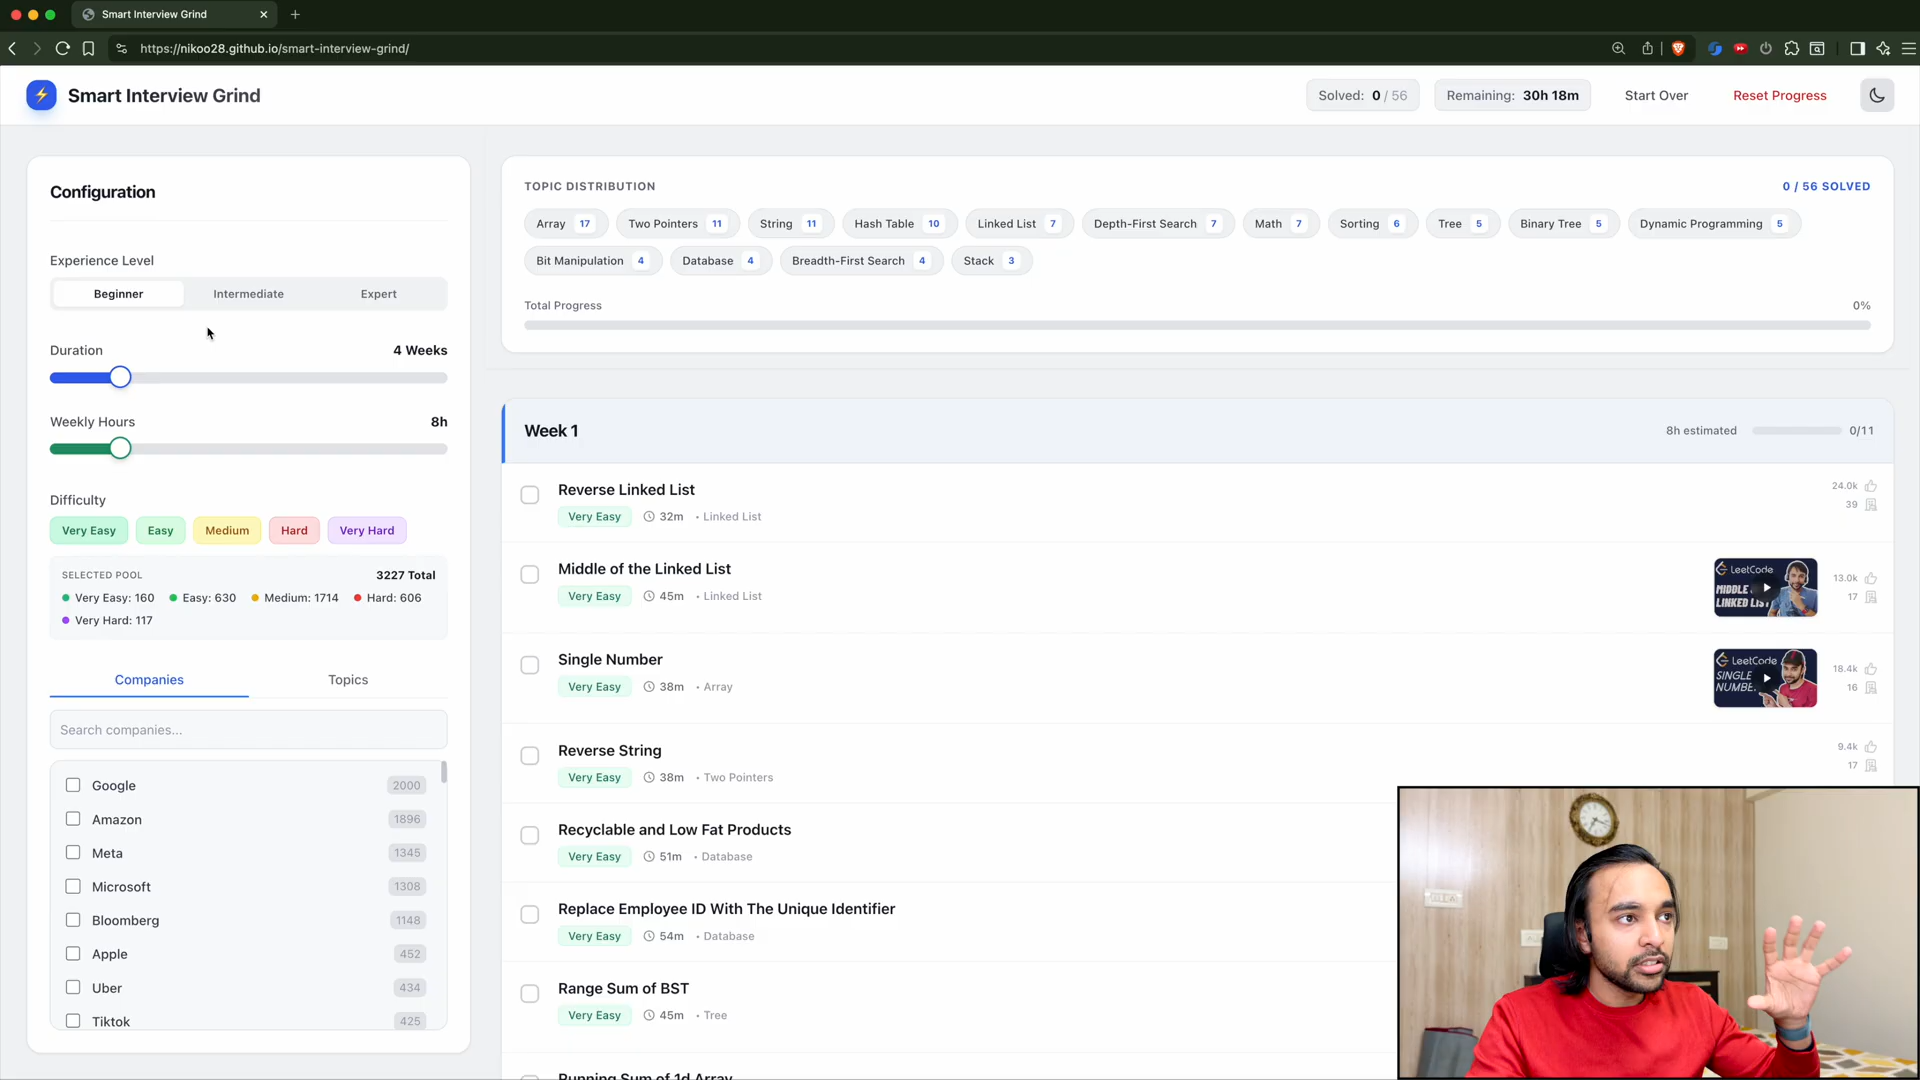 Smart Interview Grind
https://nikoo28.github.io/smart-interview-grind/
Smart Interview Grind
Solved: 0 / 56
Remaining: 30h 18m
Start Over
Reset Progress
Configuration
Experience Level
Beginner
Intermediate
Expert
Duration
4 Weeks
Weekly Hours
8h
Difficulty
Very Easy
Easy
Medium
Hard
Very Hard
SELECTED POOL
3227 Total
Very Easy: 160
Easy: 630
Medium: 1714
Hard: 606
Very Hard: 117
Companies
Topics
Search companies...
Google 2000
Amazon 1896
Meta 1345
Microsoft 1308
Bloomberg 1148
Apple 452
Uber 434
Tiktok 425
TOPIC DISTRIBUTION
0 / 56 SOLVED
Array 17
Two Pointers 11
String 11
Hash Table 10
Linked List 7
Depth-First Search 7
Math 7
Sorting 6
Tree 5
Binary Tree 5
Dynamic Programming 5
Bit Manipulation 4
Database 4
Breadth-First Search 4
Stack 3
Total Progress
0%
Week 1
8h estimated
0/11
Reverse Linked List
Very Easy 32m • Linked List
24.0k
39
Middle of the Linked List
Very Easy 45m • Linked List
LeetCode
MIDDLE
LINKED LIST
13.0k
17
Single Number
Very Easy 38m • Array
LeetCode
SINGLE
NUMBER
18.4k
16
Reverse String
Very Easy 38m • Two Pointers
9.4k
17
Recyclable and Low Fat Products
Very Easy 51m • Database
Replace Employee ID With The Unique Identifier
Very Easy 54m • Database
Range Sum of BST
Very Easy 45m • Tree
Running Sum of 1d Array